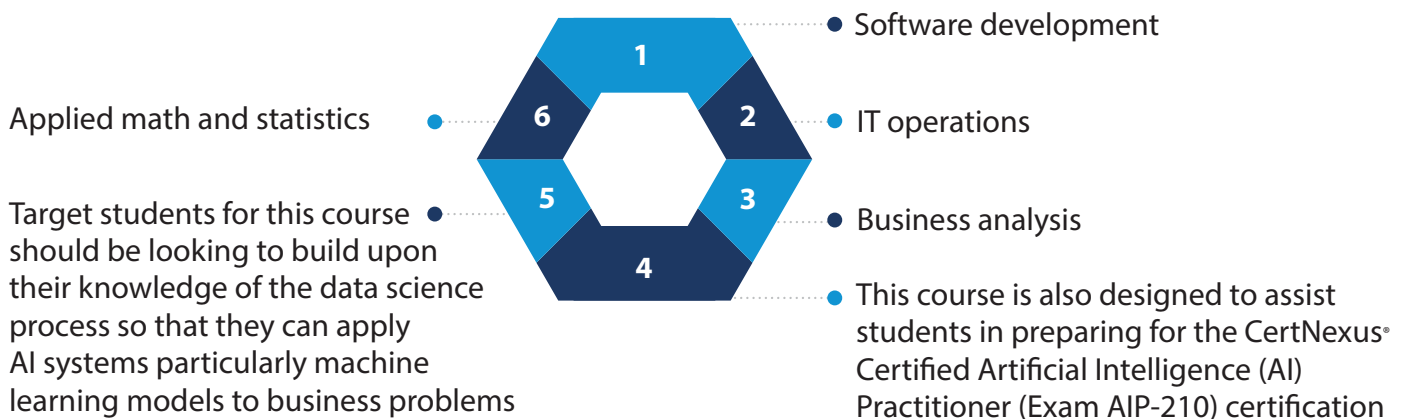 1
Software development
2
IT operations
3
Business analysis
4
This course is also designed to assist
students in preparing for the CertNexus®
Certified Artificial Intelligence (AI)
Practitioner (Exam AIP-210) certification
5
Target students for this course
should be looking to build upon
their knowledge of the data science
process so that they can apply
AI systems particularly machine
learning models to business problems
6
Applied math and statistics